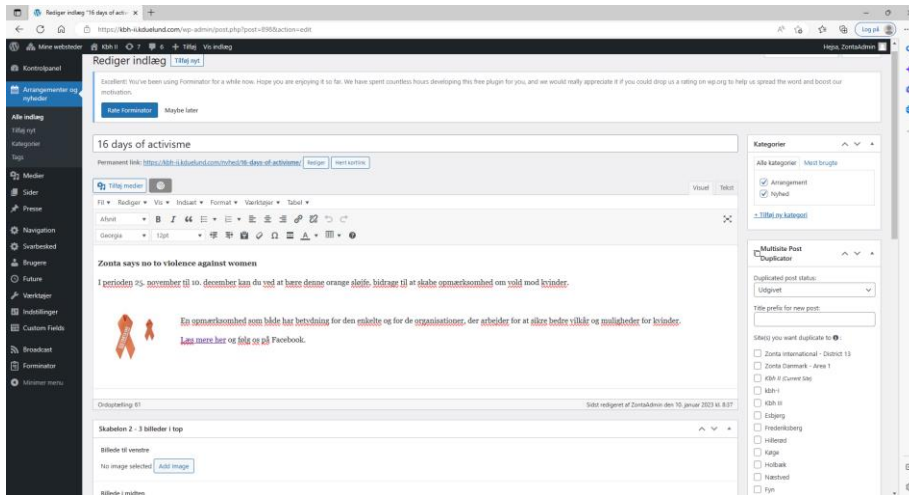 Rediger indlæg "16 days of activ
https://kbh-ii.kduelund.com/wp-admin/post.php?post=896&action=edit
Log på
Mine websteder Kbh II 7 6 Tilføj Vis indlæg
Hejsa, ZontaAdmin
Kontrolpanel
Arrangementer og
nyheder
Alle indlæg
Tilføj nyt
Kategorier
Tags
Medier
Sider
Presse
Navigation
Svarbesked
Brugere
Future
Værktøjer
Indstillinger
Custom Fields
Broadcast
Forminator
Minimer menu
Rediger indlæg Tilføj nyt
Excellent! You've been using Forminator for a while now. Hope you are enjoying it so far. We have spent countless hours developing this free plugin for you, and we would really appreciate it if you could drop us a rating on wp.org to help us spread the word and boost our
motivation.
Rate Forminator Maybe later
16 days of activisme
Permanent link: https://kbh-ii.kduelund.com/nyhed/16-days-of-activisme/ Rediger Hent kortlink
Tilføj medier
Visuel Tekst
Fil Rediger Vis Indsæt Format Værktøjer Tabel
Afsnit
Georgia 12pt
Zonta says no to violence against women
I perioden 25. november til 10. december kan du ved at bære denne orange sløjfe, bidrage til at skabe opmærksomhed om vold mod kvinder.
En opmærksomhed som både har betydning for den enkelte og for de organisationer, der arbejder for at sikre bedre vilkår og muligheder for kvinder.
Læs mere her og følg os på Facebook.
Ordoptælling: 61
Sidst redigeret af ZontaAdmin den 10. januar 2023 kl. 8:07
Skabelon 2 - 3 billeder i top
Billede til venstre
No image selected Add Image
Billede i midten
Kategorier
Alle kategorier Mest brugte
Arrangement
Nyhed
+ Tilføj ny kategori
Multisite Post
Duplicator
Duplicated post status:
Udgivet
Title prefix for new post:
Site(s) you want duplicate to :
Zonta International - District 13
Zonta Danmark - Area 1
Kbh II (Current Site)
kbh-I
Kbh III
Esbjerg
Frederiksberg
Hillerød
Køge
Holbæk
Næstved
Fyn